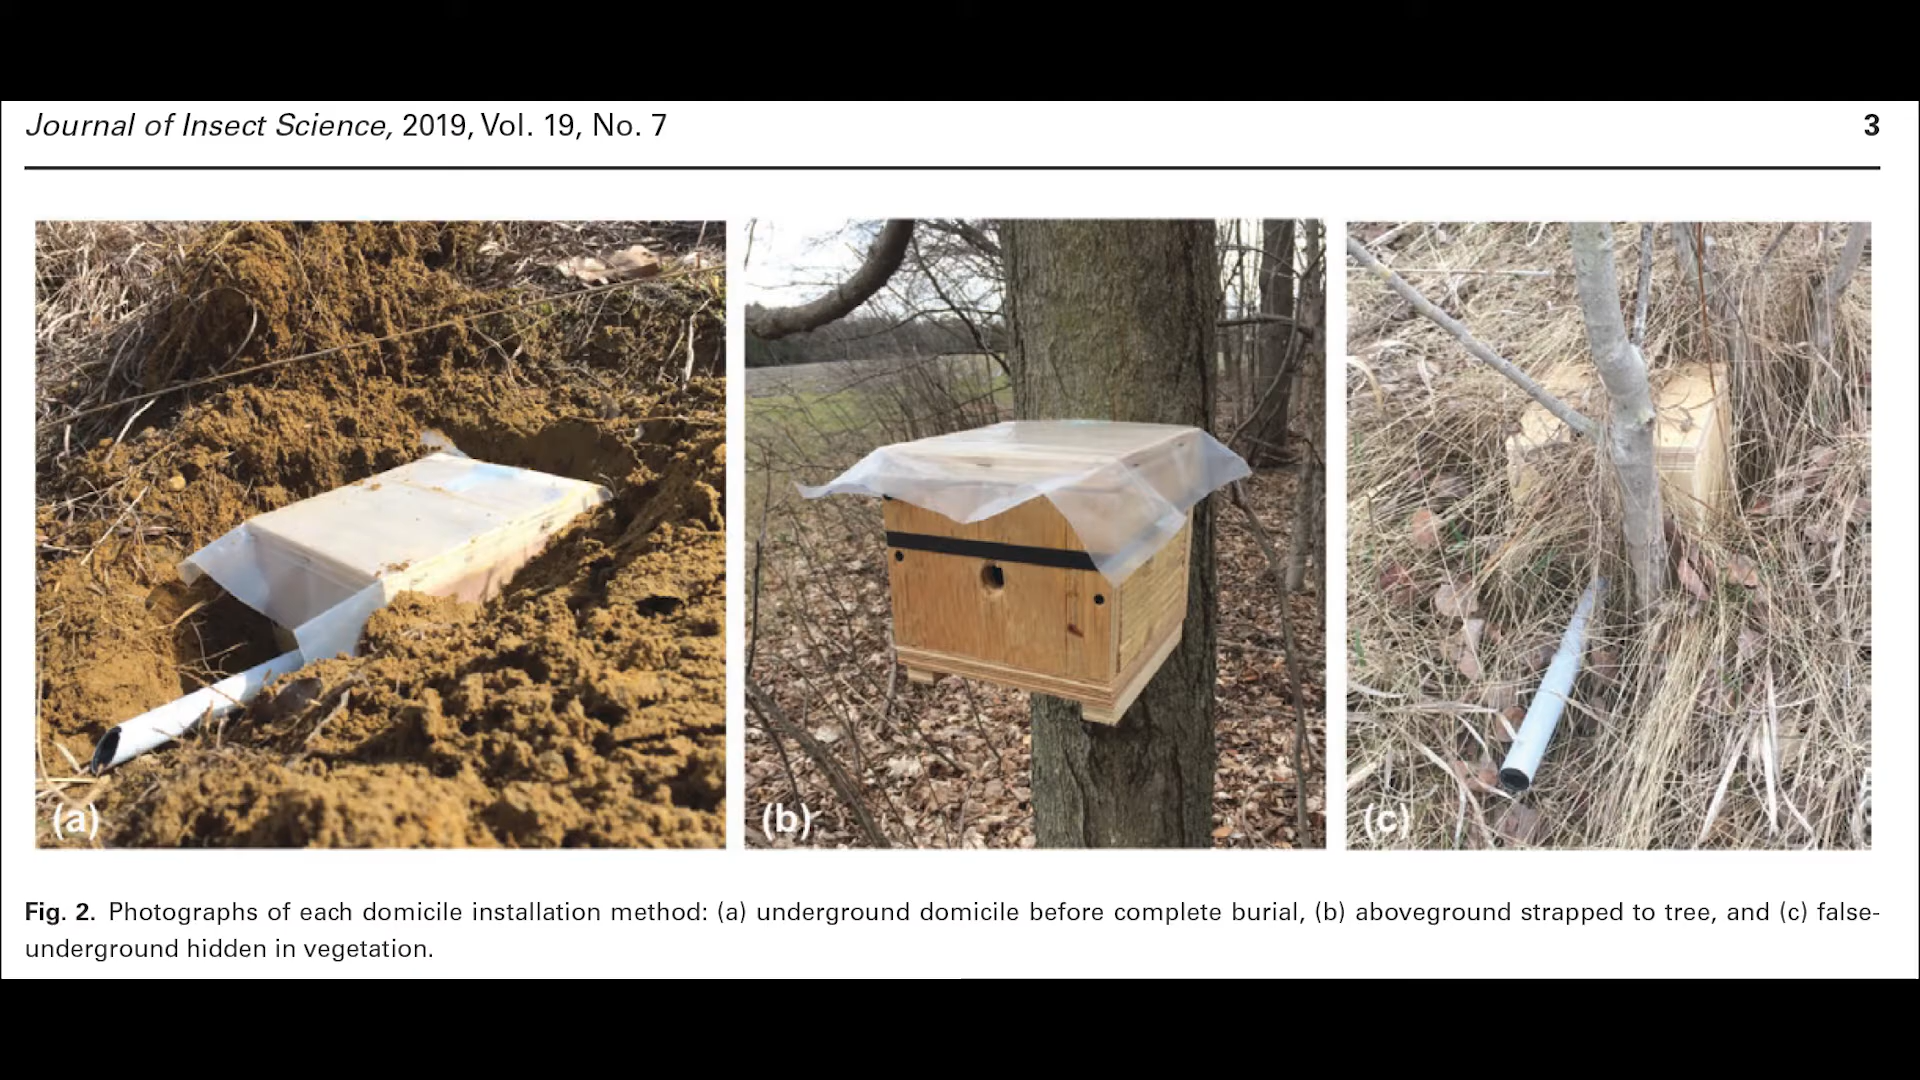 Journal of Insect Science, 2019, Vol. 19, No. 7
3
(a)
(b)
(c)
Fig. 2. Photographs of each domicile installation method: (a) underground domicile before complete burial, (b) aboveground strapped to tree, and (c) false-
underground hidden in vegetation.